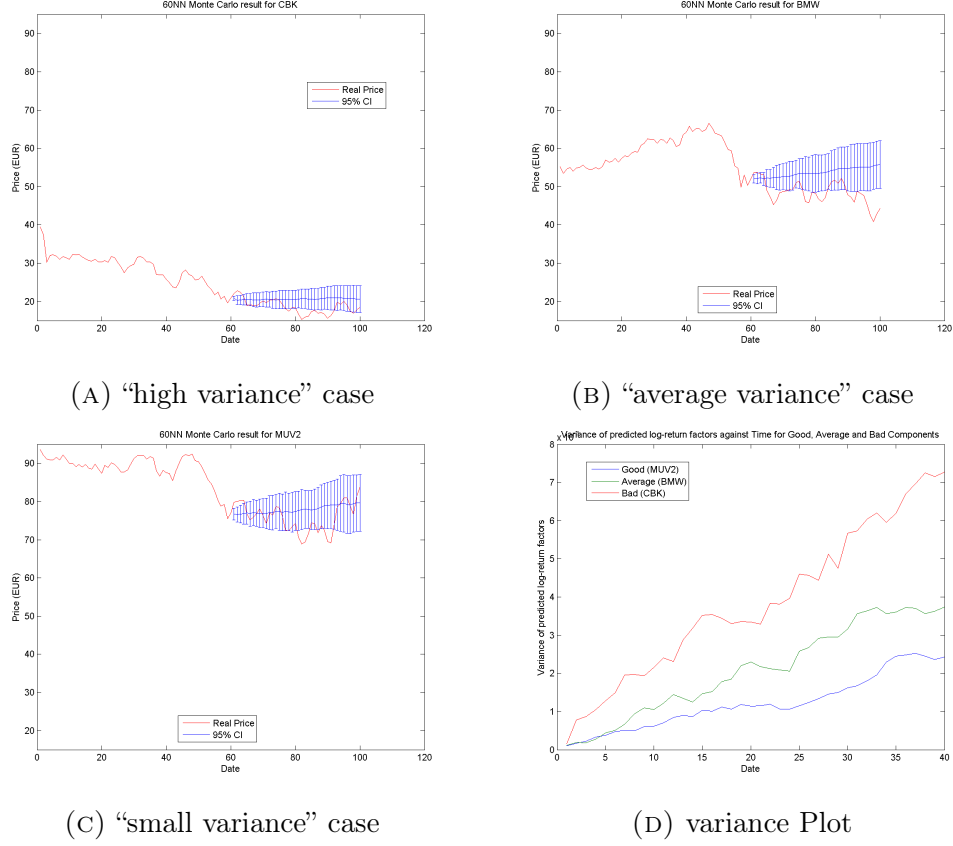 60NN Monte Carlo result for CBK
90
80
70
60
50
40
30
20
Price (EUR)
Real Price
95% CI
0 20 40 60 80 100 120
Date
(A) “high variance” case
60NN Monte Carlo result for BMW
90
80
70
60
50
40
30
20
Price (EUR)
Real Price
95% CI
0 20 40 60 80 100 120
Date
(B) “average variance” case
60NN Monte Carlo result for MUV2
90
80
70
60
50
40
30
20
Price (EUR)
Real Price
95% CI
0 20 40 60 80 100 120
Date
(C) “small variance” case
Variance of predicted log-return factors against Time for Good, Average and Bad Components
x 10
8
7
6
5
4
3
2
1
0
Variance of predicted log-return factors
Good (MUV2)
Average (BMW)
Bad (CBK)
0 5 10 15 20 25 30 35 40
Date
(D) variance Plot